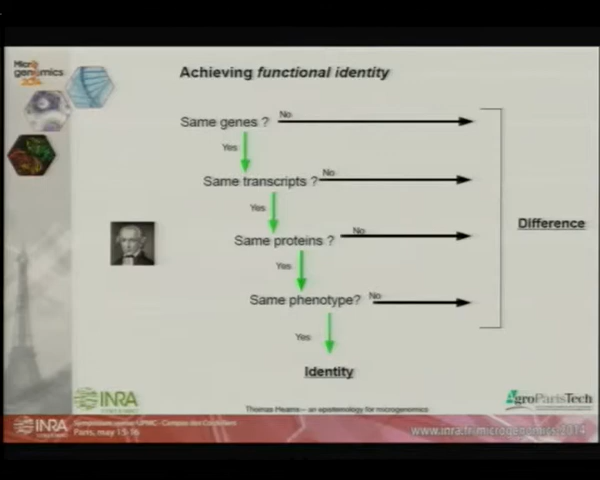 Micro
genomics
2014
Achieving functional identity
Same genes ?
No
Yes
Same transcripts ?
No
Yes
Same proteins ?
No
Yes
Same phenotype?
No
Yes
Identity
Difference
INRA
AgroParisTech
Thomas Heams – an epistemology for microgenomics
INRA
Paris, may 15-16
www.inra.fr/microgenomics2014